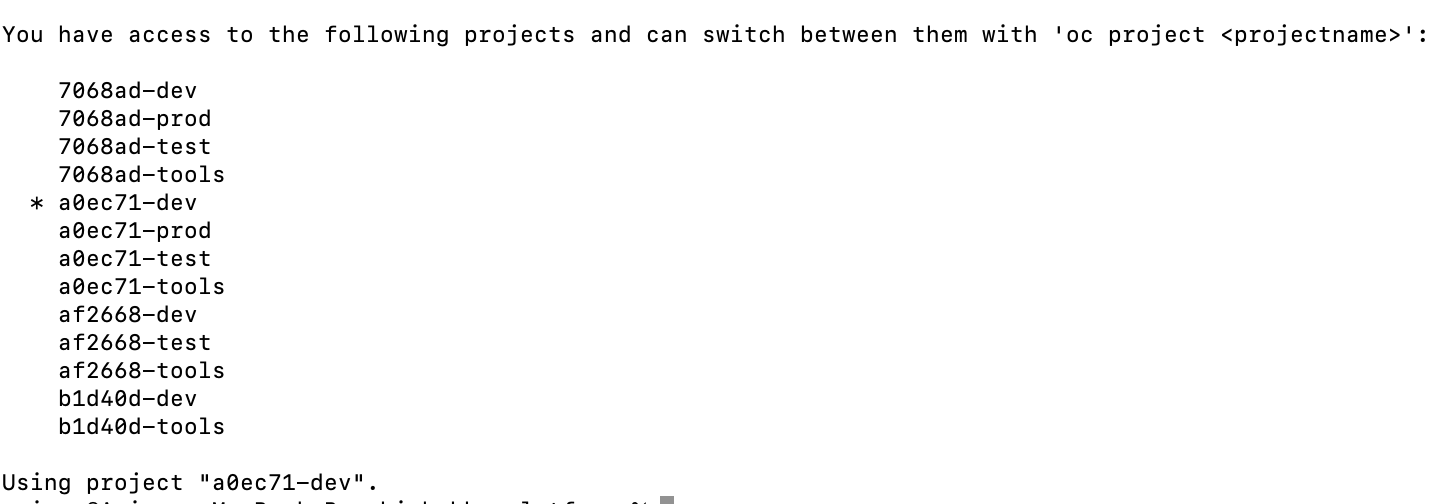 You have access to the following projects and can switch between them with 'oc project <projectname>':
7068ad-dev
7068ad-prod
7068ad-test
7068ad-tools
* a0ec71-dev
a0ec71-prod
a0ec71-test
a0ec71-tools
af2668-dev
af2668-test
af2668-tools
b1d40d-dev
b1d40d-tools
Using project "a0ec71-dev".